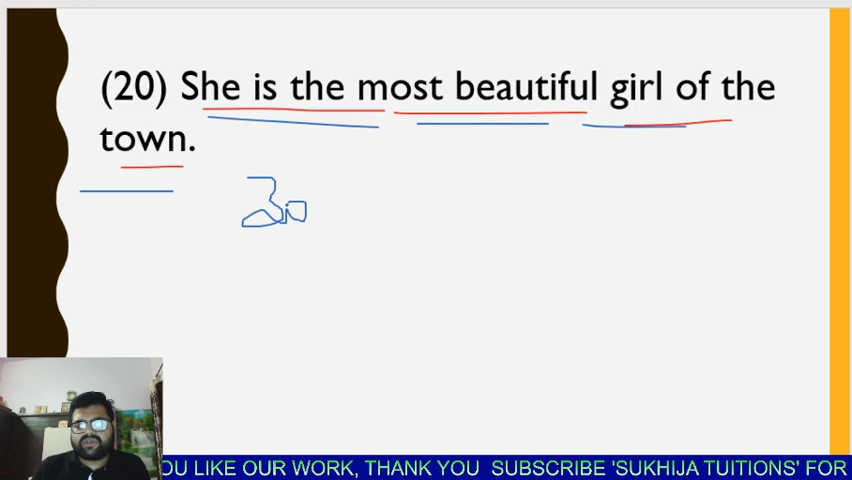 (20) She is the most beautiful girl of the
town.
OU LIKE OUR WORK, THANK YOU SUBSCRIBE 'SUKHIJA TUITIONS' FOR